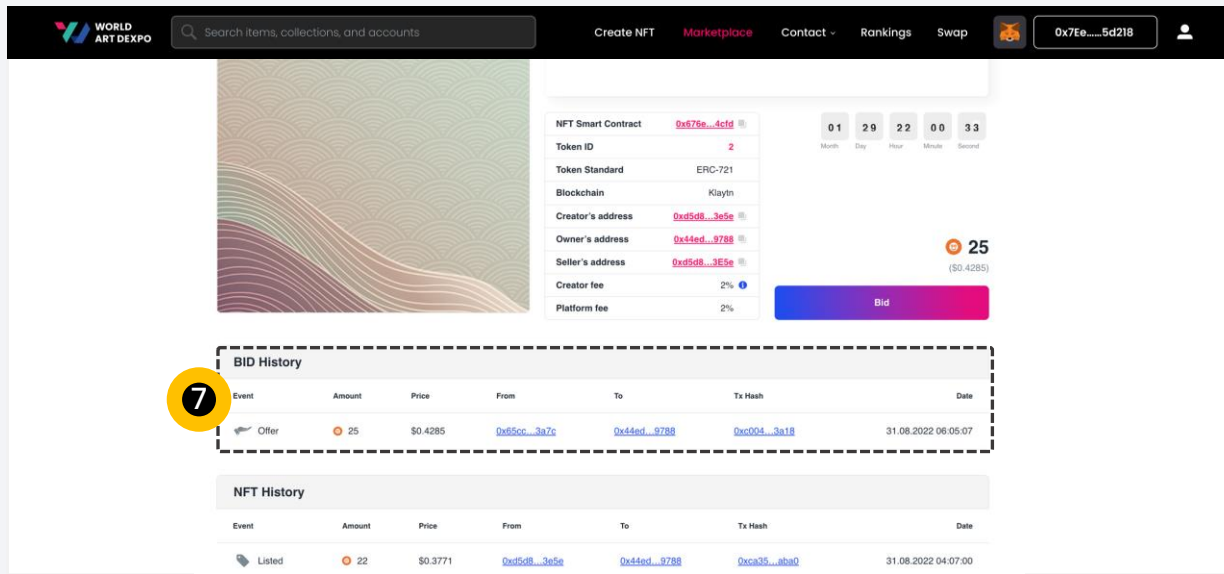 WORLD
ART DEXPO
Search items, collections, and accounts
Create NFT
Marketplace
Contact
Rankings
Swap
0x7Ee.....5d218
NFT Smart Contract 0x676e...4cfd
Token ID 2
Token Standard ERC-721
Blockchain Klaytn
Creator's address 0xd5d8...3e5e
Owner's address 0x44ed...9788
Seller's address 0xd5d8...3E5e
Creator fee 2%
Platform fee 2%
01 29 22 00 33
Month Day Hour Minute Second
25
($0.4285)
Bid
7
BID History
Event Amount Price From To Tx Hash Date
Offer 25 $0.4285 0x65cc...3a7c 0x44ed...9788 0xc004...3a18 31.08.2022 06:05:07
NFT History
Event Amount Price From To Tx Hash Date
Listed 22 $0.3771 0xd5d8...3e5e 0x44ed...9788 0xca35...aba0 31.08.2022 04:07:00